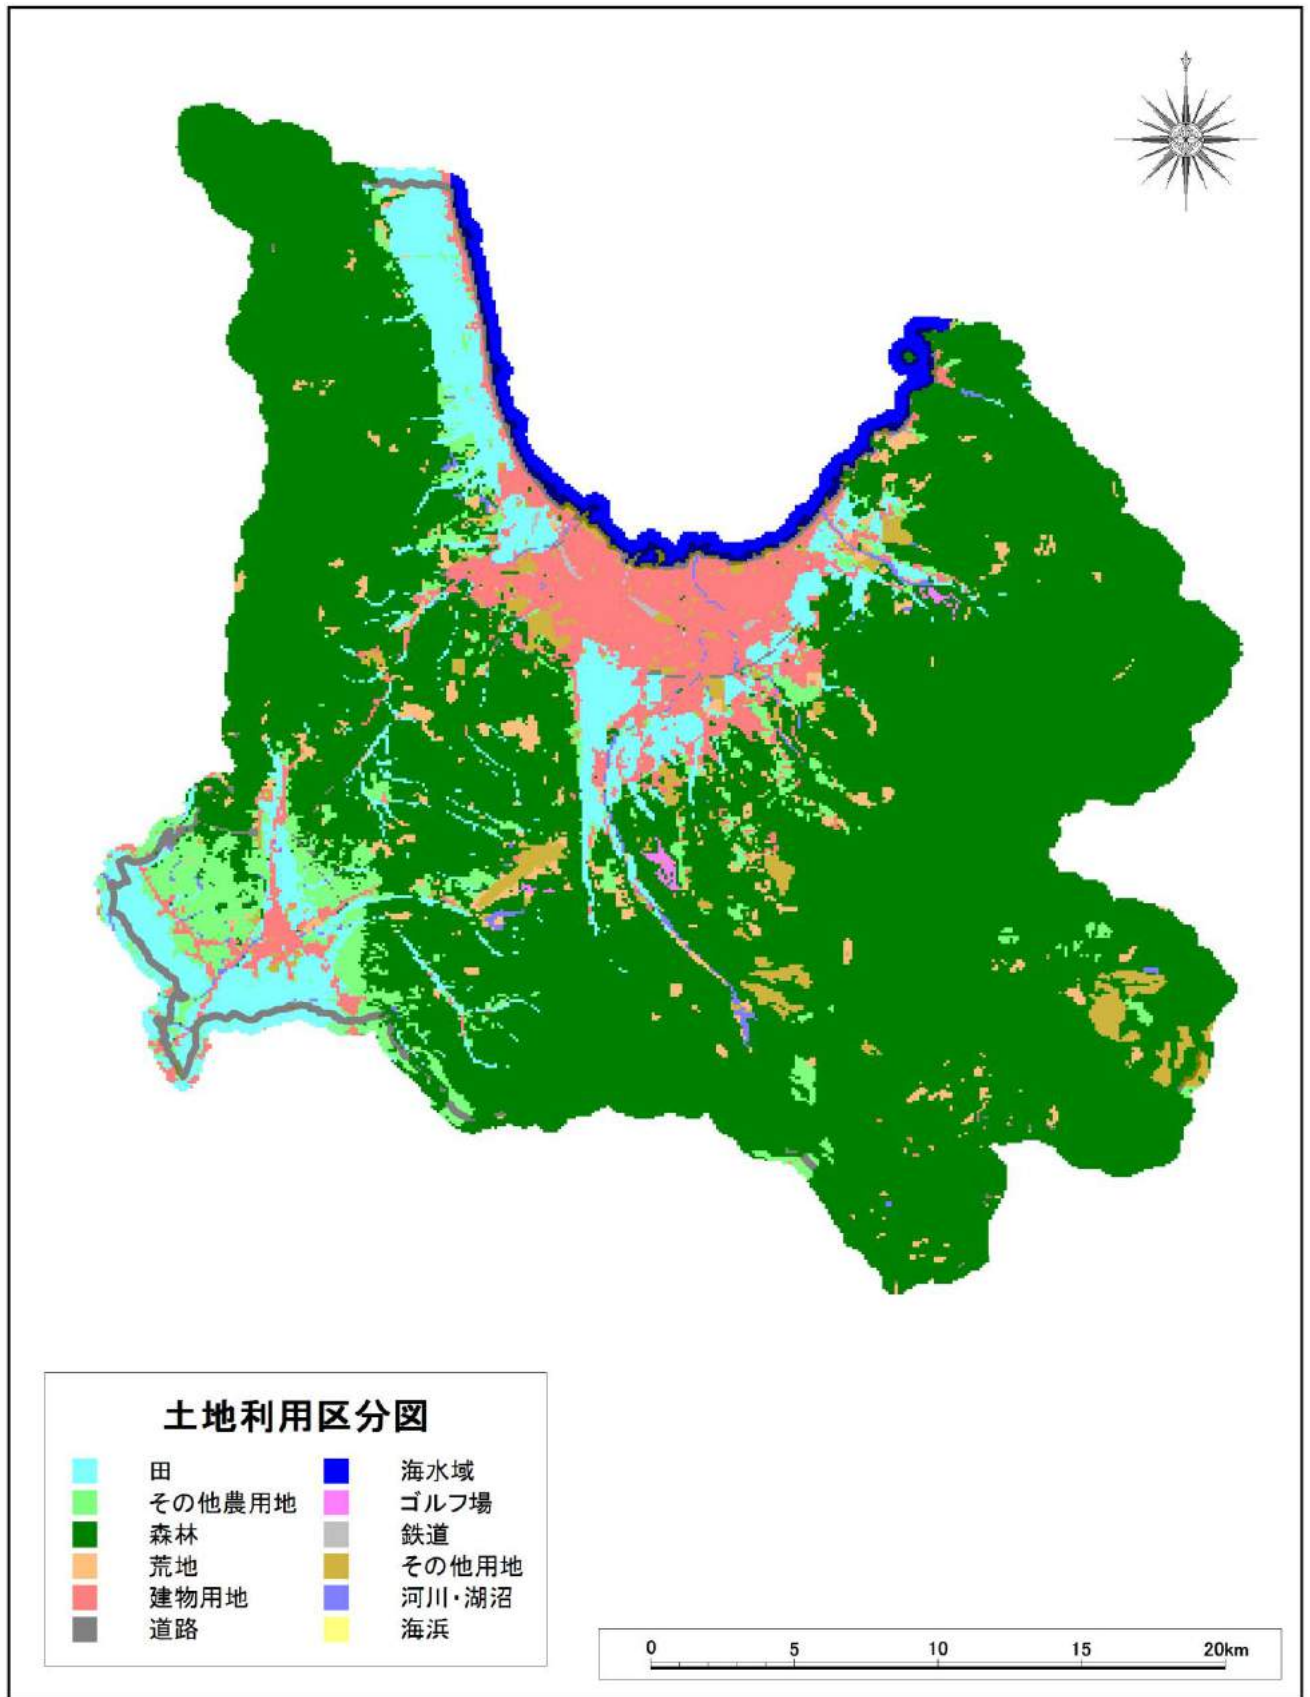 土地利用区分図
田
その他農用地
森林
荒地
建物用地
道路
海水域
ゴルフ場
鉄道
その他用地
河川・湖沼
海浜
0 5 10 15 20km